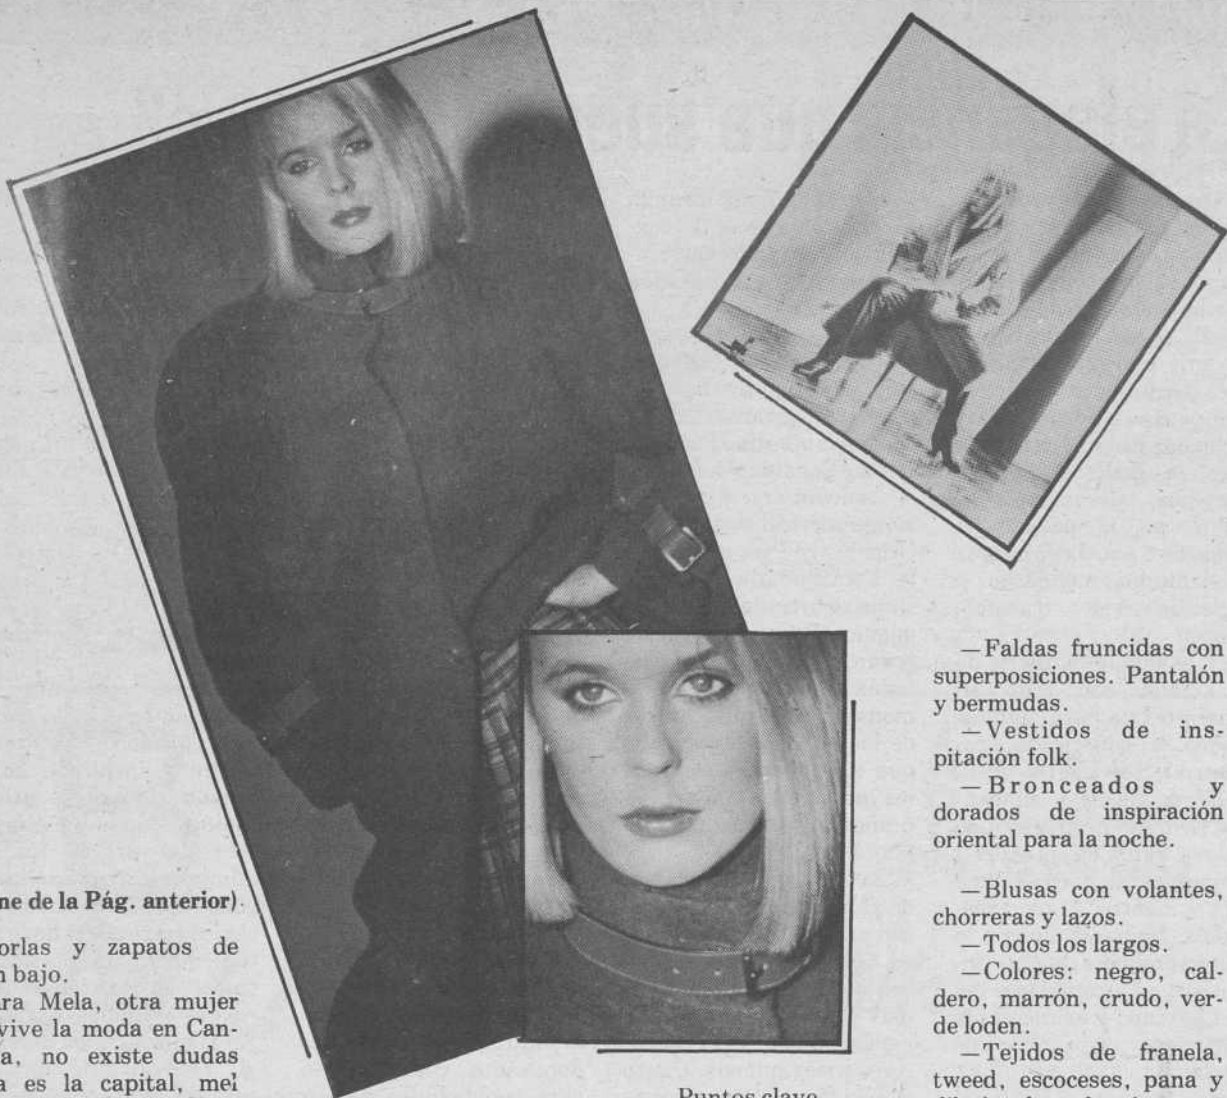 ne de la Pág. anterior)
orlas y zapatos de
n bajo.
ara Mela, otra mujer
vive la moda en Can-
a, no existe dudas
a es la capital, mel
Puntos clave
—Faldas fruncidas con
superposiciones. Pantalón
y bermudas.
—Vestidos de ins-
pitación folk.
—Bronceados y
dorados de inspiración
oriental para la noche.
—Blusas con volantes,
chorreras y lazos.
—Todos los largos.
—Colores: negro, cal-
dero, marrón, crudo, ver-
de loden.
—Tejidos de franela,
tweed, escoceses, pana y